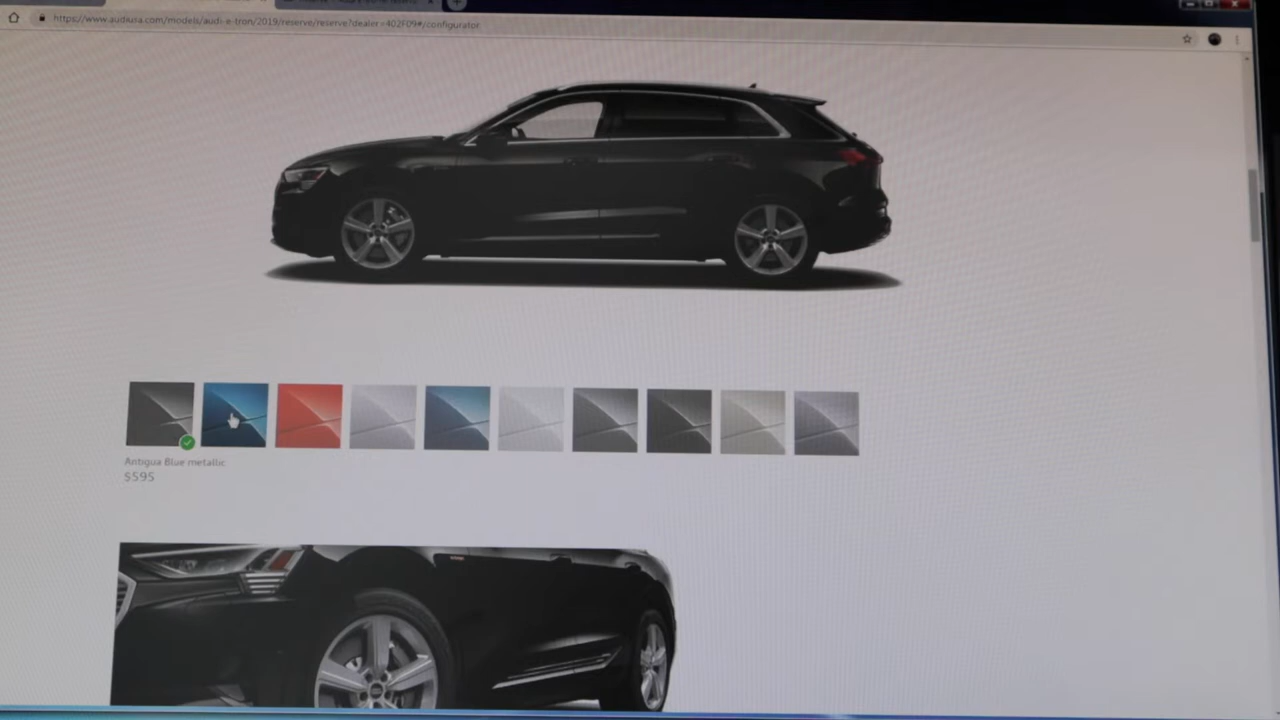 https://www.audiusa.com/models/audi-e-tron/2019/reserve/reserve?dealer=402F09#/configurator
Antigua Blue metallic
$595